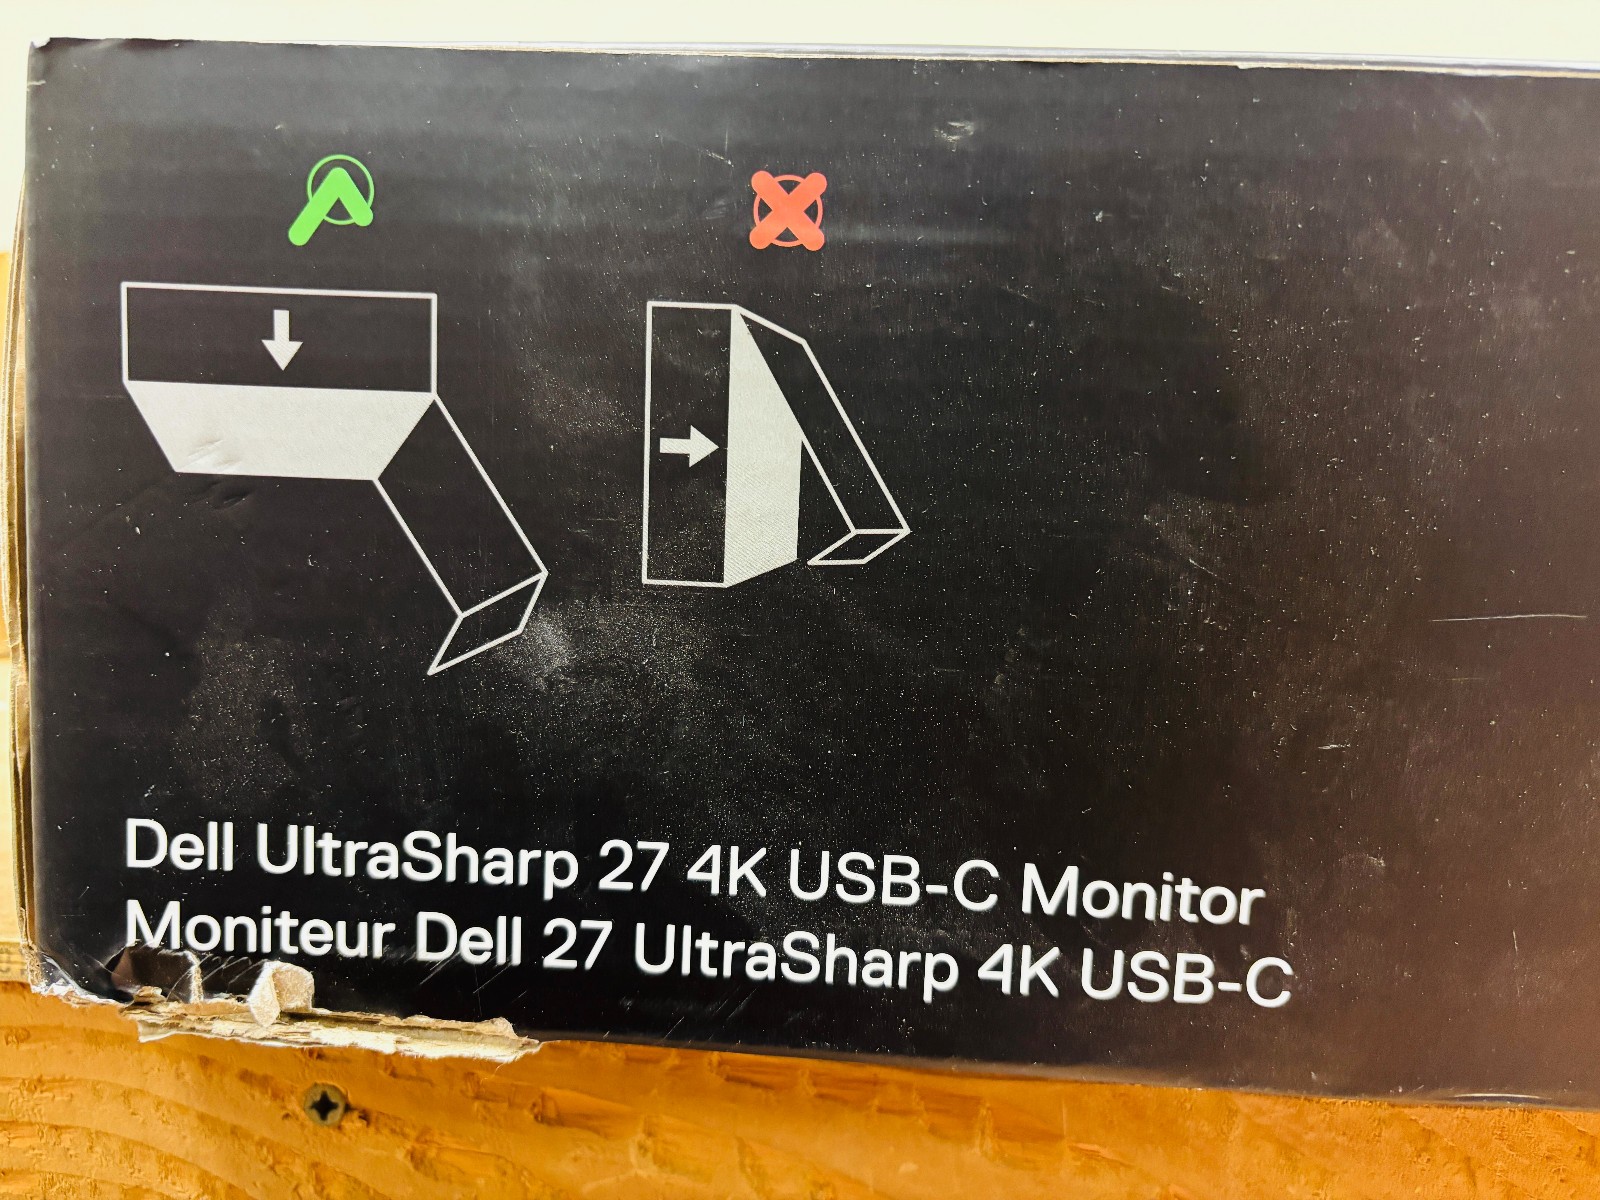 Dell UltraSharp 27 4K USB-C Monitor
Moniteur Dell 27 UltraSharp 4K USB-C